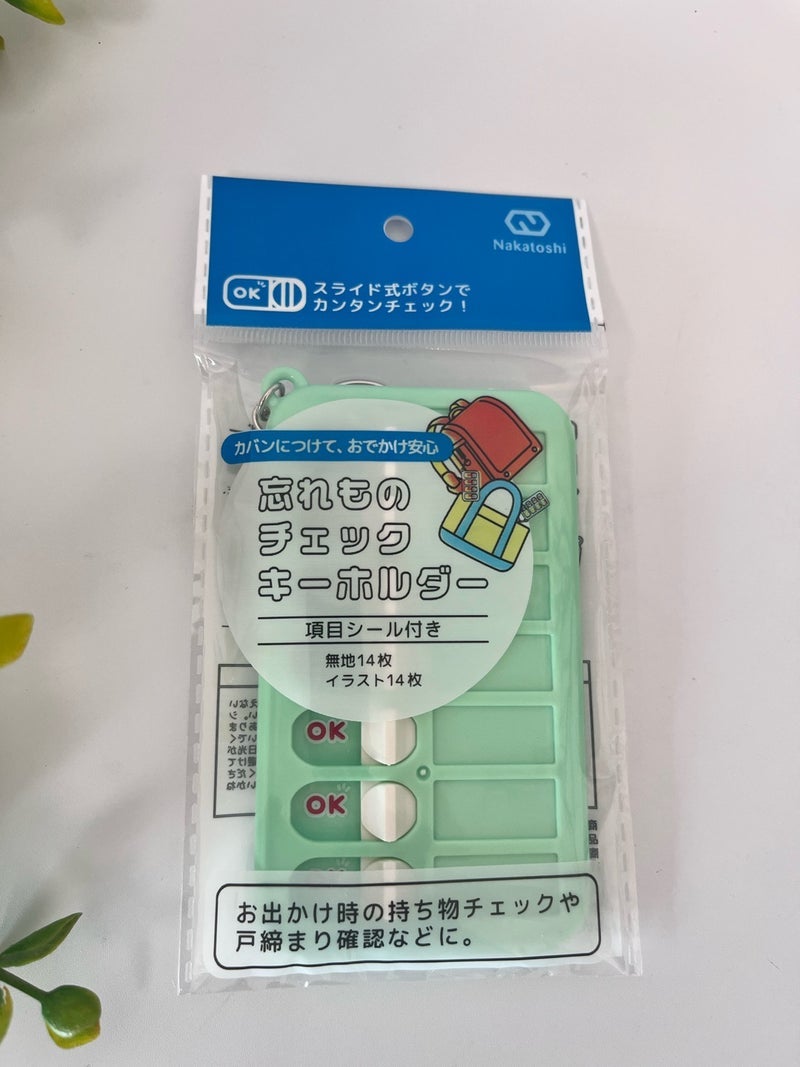 Nakatoshi
OK
スライド式ボタンで
カンタンチェック！
カバンにつけて、おでかけ安心
忘れもの
チェック
キーホルダー
項目シール付き
無地14枚
イラスト14枚
OK
OK
お出かけ時の持ち物チェックや
戸締まり確認などに。